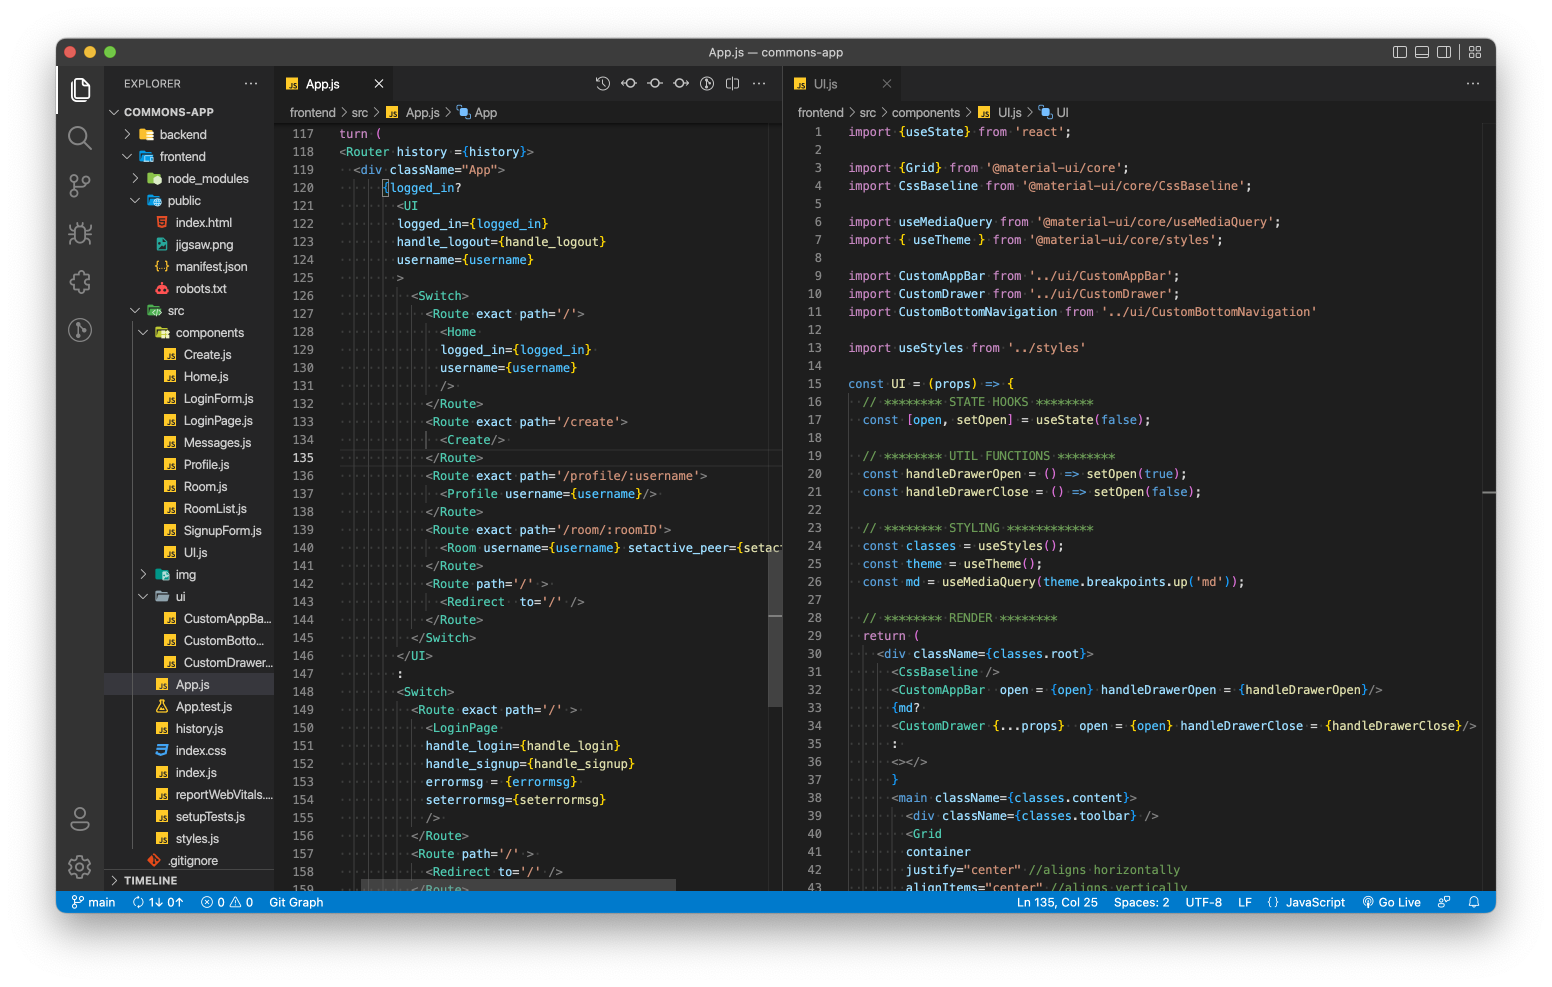 App.js — commons-app
EXPLORER
COMMONS-APP
backend
frontend
node_modules
public
index.html
jigsaw.png
manifest.json
robots.txt
src
components
Create.js
Home.js
LoginForm.js
LoginPage.js
Messages.js
Profile.js
Room.js
RoomList.js
SignupForm.js
UI.js
img
ui
CustomAppBa...
CustomBotto...
CustomDrawer...
App.js
App.test.js
history.js
index.css
index.js
reportWebVitals....
setupTests.js
styles.js
.gitignore
TIMELINE
App.js
frontend > src > App.js > App
117 turn (
118 <Router history ={history}>
119 <div className="App">
120 {logged_in?
121 <UI
122 logged_in={logged_in}
123 handle_logout={handle_logout}
124 username={username}
125 >
126 <Switch>
127 <Route exact path='/'>
128 <Home
129 logged_in={logged_in}
130 username={username}
131 />
132 </Route>
133 <Route exact path='/create'>
134 <Create/>
135 </Route>
136 <Route exact path='/profile/:username'>
137 <Profile username={username}/>
138 </Route>
139 <Route exact path='/room/:roomID'>
140 <Room username={username} setactive_peer={setac
141 </Route>
142 <Route path='/' >
143 <Redirect to='/' />
144 </Route>
145 </Switch>
146 </UI>
147 :
148 <Switch>
149 <Route exact path='/' >
150 <LoginPage
151 handle_login={handle_login}
152 handle_signup={handle_signup}
153 errormsg = {errormsg}
154 seterrormsg={seterrormsg}
155 />
156 </Route>
157 <Route path='/' >
158 <Redirect to='/' />
159 </Route>
UI.js
frontend > src > components > UI.js > UI
1 import {useState} from 'react';
2
3 import {Grid} from '@material-ui/core';
4 import CssBaseline from '@material-ui/core/CssBaseline';
5
6 import useMediaQuery from '@material-ui/core/useMediaQuery';
7 import { useTheme } from '@material-ui/core/styles';
8
9 import CustomAppBar from '../ui/CustomAppBar';
10 import CustomDrawer from '../ui/CustomDrawer';
11 import CustomBottomNavigation from '../ui/CustomBottomNavigation'
12
13 import useStyles from '../styles'
14
15 const UI = (props) => {
16 // ******** STATE HOOKS ********
17 const [open, setOpen] = useState(false);
18
19 // ******** UTIL FUNCTIONS ********
20 const handleDrawerOpen = () => setOpen(true);
21 const handleDrawerClose = () => setOpen(false);
22
23 // ******** STYLING ************
24 const classes = useStyles();
25 const theme = useTheme();
26 const md = useMediaQuery(theme.breakpoints.up('md'));
27
28 // ******** RENDER ********
29 return (
30 <div className={classes.root}>
31 <CssBaseline />
32 <CustomAppBar open = {open} handleDrawerOpen = {handleDrawerOpen}/>
33 {md?
34 <CustomDrawer {...props} open = {open} handleDrawerClose = {handleDrawerClose}/>
35 :
36 <></>
37 }
38 <main className={classes.content}>
39 <div className={classes.toolbar} />
40 <Grid
41 container
42 justify="center" //aligns horizontally
43 alignItems="center" //aligns vertically
main 1↓ 0↑ 0 0 Git Graph Ln 135, Col 25 Spaces: 2 UTF-8 LF {} JavaScript Go Live